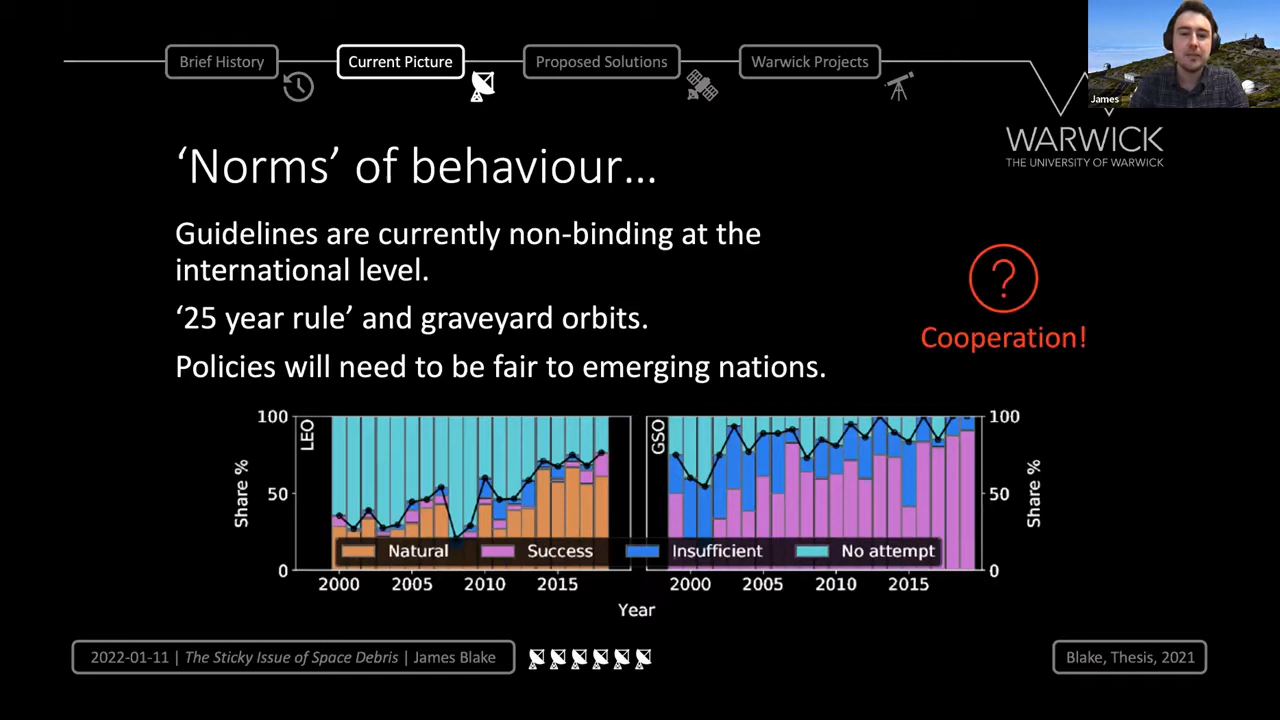 Brief History
Current Picture
Proposed Solutions
Warwick Projects
James
WARWICK
THE UNIVERSITY OF WARWICK
‘Norms’ of behaviour...
Guidelines are currently non-binding at the
international level.
‘25 year rule’ and graveyard orbits.
Policies will need to be fair to emerging nations.
?
Cooperation!
100
50
0
Share %
LEO
GSO
100
50
0
Share %
Natural
Success
Insufficient
No attempt
2000
2005
2010
2015
2000
2005
2010
2015
Year
2022-01-11 | The Sticky Issue of Space Debris | James Blake
Blake, Thesis, 2021